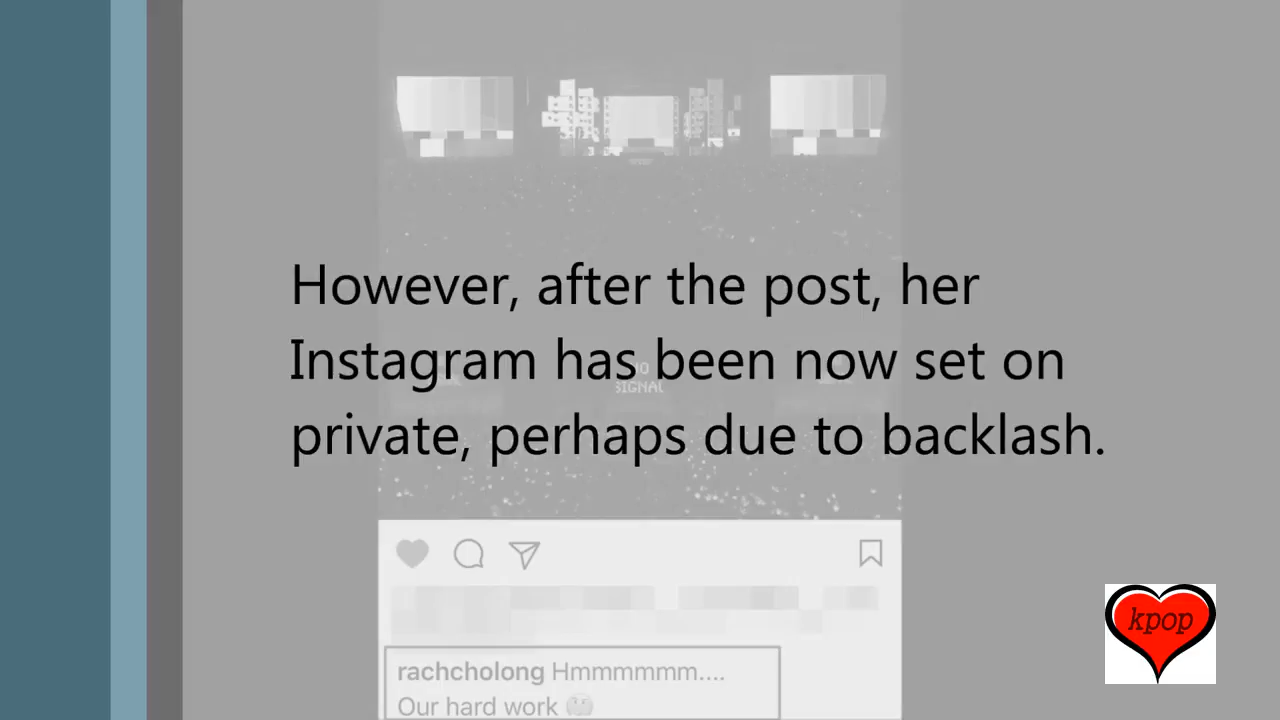 However, after the post, her
Instagram has been now set on
NO
SIGNAL
private, perhaps due to backlash.
kpop
rachcholong Hmmmmmm....
Our hard work 🤔